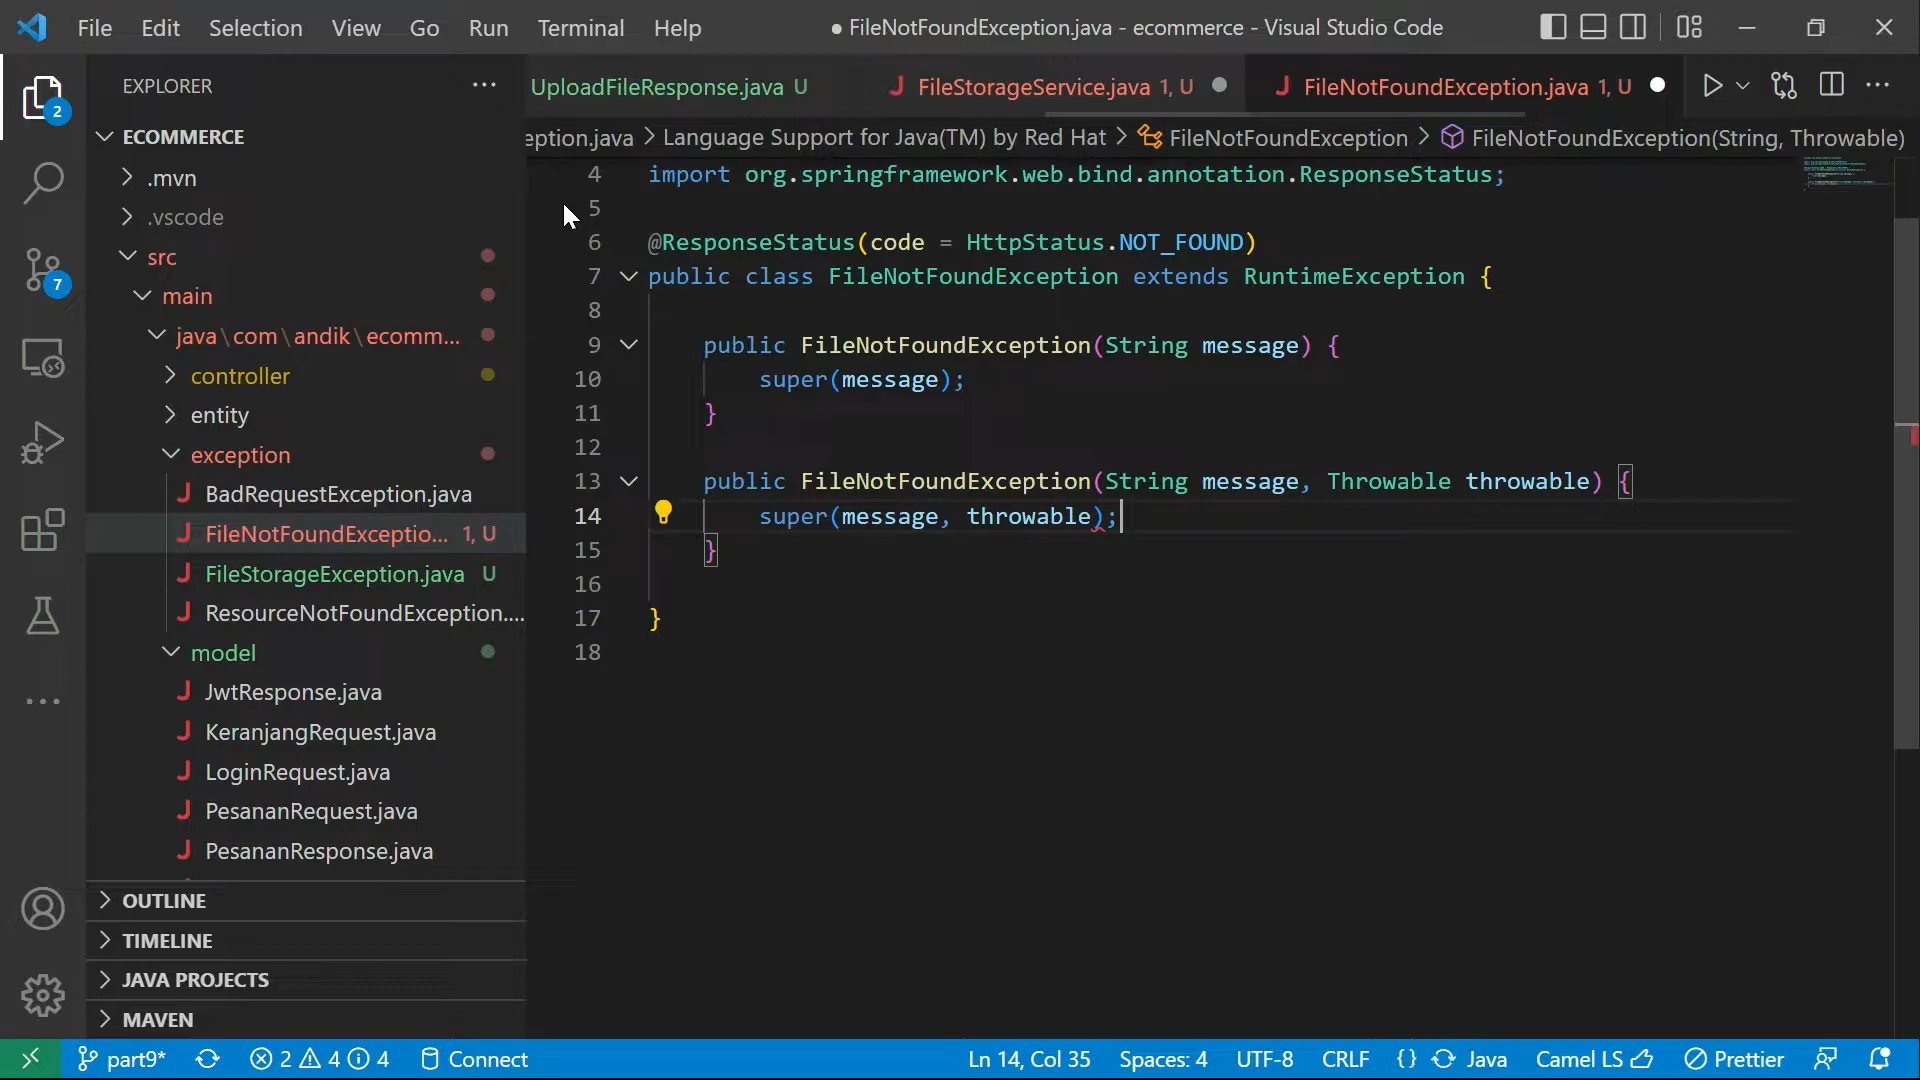 File Edit Selection View Go Run Terminal Help
● FileNotFoundException.java - ecommerce - Visual Studio Code
EXPLORER
UploadFileResponse.java U
FileStorageService.java 1, U
FileNotFoundException.java 1, U
ception.java > Language Support for Java(TM) by Red Hat > FileNotFoundException > FileNotFoundException(String, Throwable)
2
7
ECOMMERCE
.mvn
.vscode
src
main
java\com\andik\ecomm...
controller
entity
exception
BadRequestException.java
FileNotFoundExceptio... 1, U
FileStorageException.java U
ResourceNotFoundException....
model
JwtResponse.java
KeranjangRequest.java
LoginRequest.java
PesananRequest.java
PesananResponse.java
OUTLINE
TIMELINE
JAVA PROJECTS
MAVEN
4 import org.springframework.web.bind.annotation.ResponseStatus;
5
6 @ResponseStatus(code = HttpStatus.NOT_FOUND)
7 public class FileNotFoundException extends RuntimeException {
8
9 public FileNotFoundException(String message) {
10 super(message);
11 }
12
13 public FileNotFoundException(String message, Throwable throwable) {
14 super(message, throwable);
15 }
16
17 }
18
part9* 2 4 4 Connect
Ln 14, Col 35 Spaces: 4 UTF-8 CRLF {} Java Camel LS Prettier